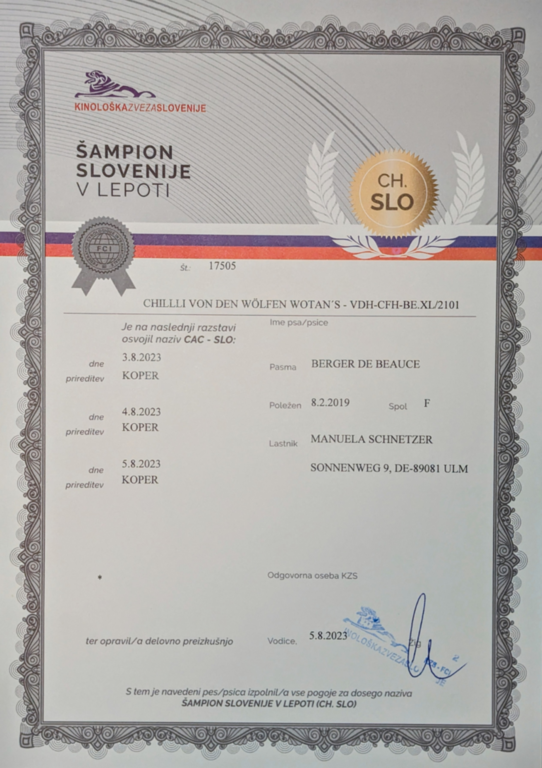 KINOLOŠKAZVEZASLOVENIJE
ŠAMPION
SLOVENIJE
V LEPOTI
CH.
SLO
FCI
Št. 17505
CHILLLI VON DEN WÖLFEN WOTAN`S - VDH-CFH-BE.XL/2101
Ime psa/psice
Je na naslednji razstavi
osvojil naziv CAC - SLO:
dne 3.8.2023
prireditev KOPER
Pasma BERGER DE BEAUCE
dne 4.8.2023
prireditev KOPER
Poležen 8.2.2019 Spol F
Lastnik MANUELA SCHNETZER
SONNENWEG 9, DE-89081 ULM
dne 5.8.2023
prireditev KOPER
Odgovorna oseba KZS
ter opravil/a delovno preizkušnjo
Vodice, 5.8.2023
KINOLOŠKAZVEZASLOVENIJE
2
S tem je navedeni pes/psica izpolnil/a vse pogoje za dosego naziva
ŠAMPION SLOVENIJE V LEPOTI (CH. SLO)